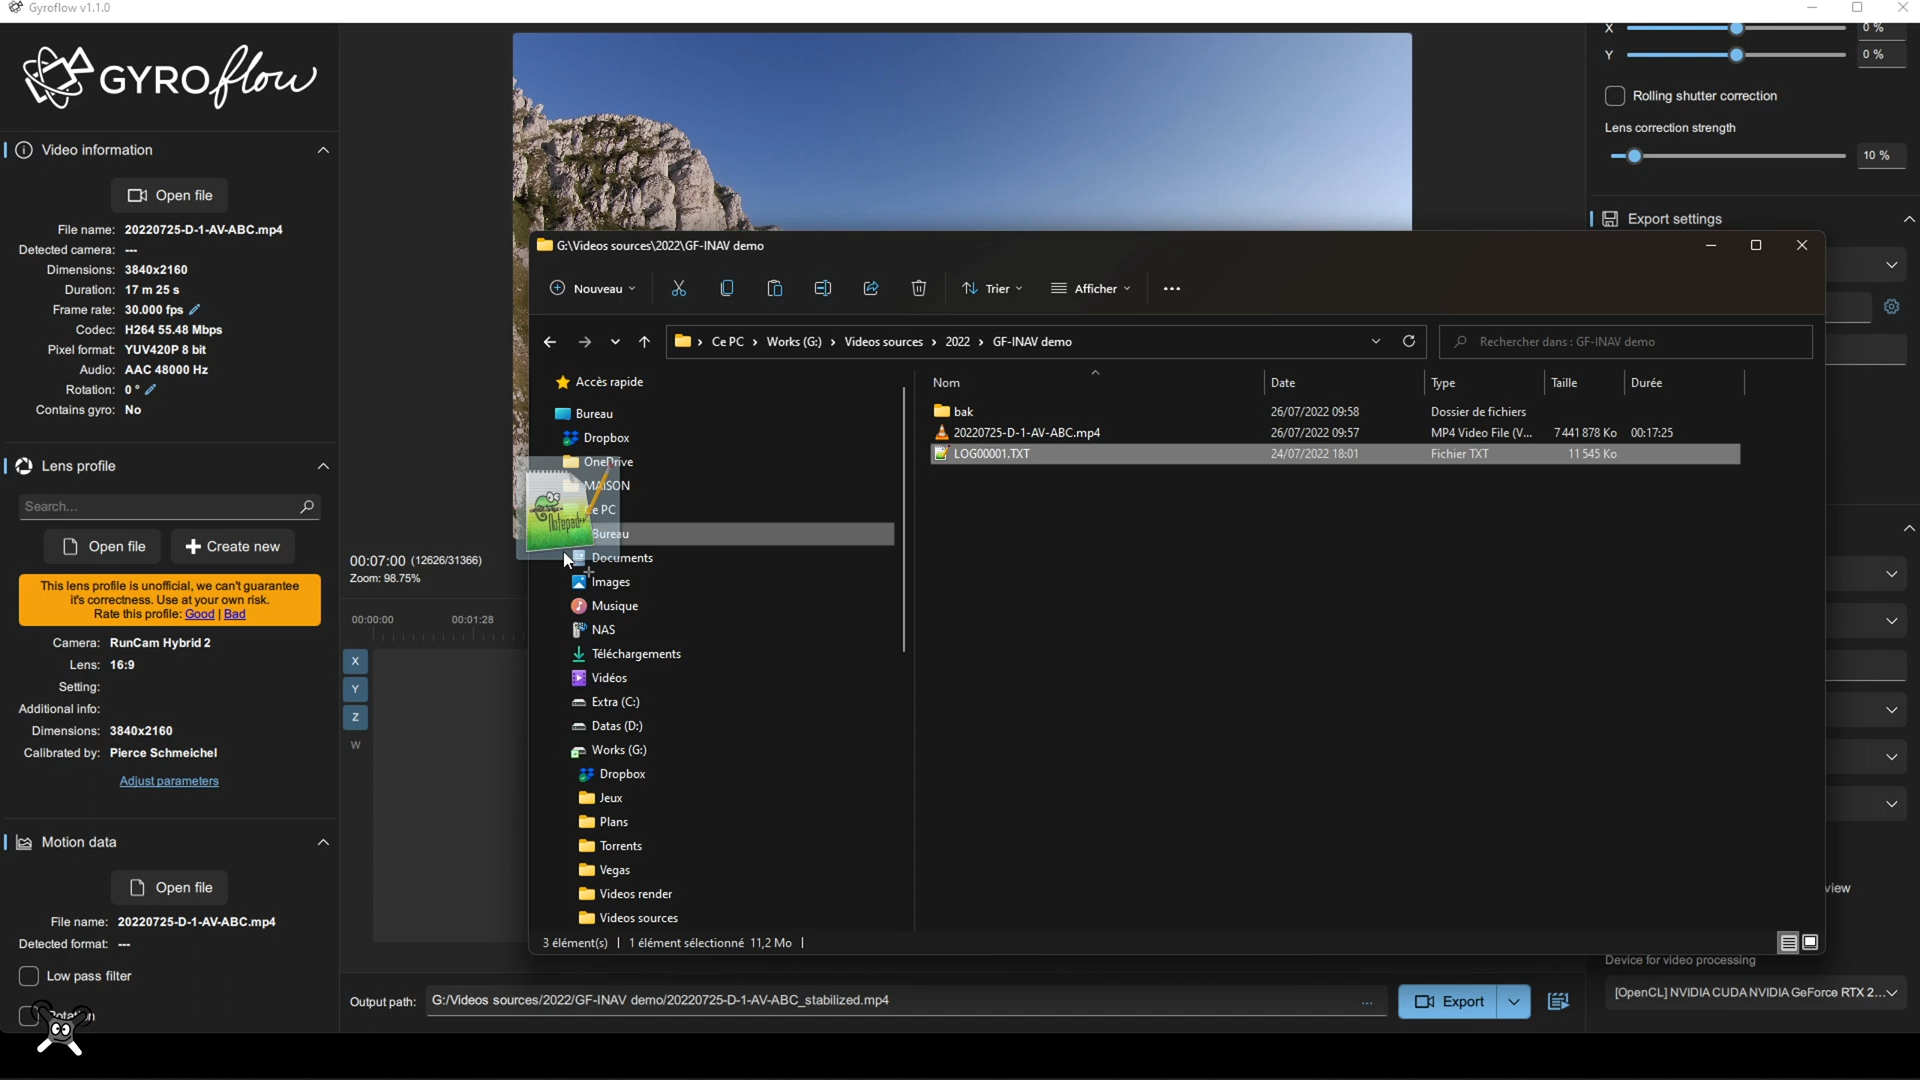 Gyroflow v1.1.0
GYROflow
Video information
Open file
File name: 20220725-D-1-AV-ABC.mp4
Detected camera: ---
Dimensions: 3840x2160
Duration: 17 m 25 s
Frame rate: 30.000 fps
Codec: H264 55.48 Mbps
Pixel format: YUV420P 8 bit
Audio: AAC 48000 Hz
Rotation: 0°
Contains gyro: No
Lens profile
Search...
Open file
Create new
This lens profile is unofficial, we can't guarantee
it's correctness. Use at your own risk.
Rate this profile: Good | Bad
Camera: RunCam Hybrid 2
Lens: 16:9
Setting:
Additional info:
Dimensions: 3840x2160
Calibrated by: Pierce Schmeichel
Adjust parameters
Motion data
Open file
File name: 20220725-D-1-AV-ABC.mp4
Detected format: ---
Low pass filter
Rotation
00:07:00 (12626/31366)
Zoom: 98.75%
00:00:00
00:01:28
X
Y
Z
W
G:\Videos sources\2022\GF-INAV demo
Nouveau
Trier
Afficher
Ce PC > Works (G:) > Videos sources > 2022 > GF-INAV demo
Rechercher dans : GF-INAV demo
Accès rapide
Bureau
Dropbox
OneDrive
MAISON
Ce PC
Bureau
Documents
Images
Musique
NAS
Téléchargements
Vidéos
Extra (C:)
Datas (D:)
Works (G:)
Dropbox
Jeux
Plans
Torrents
Vegas
Videos render
Videos sources
Notepad++
Nom Date Type Taille Durée
bak 26/07/2022 09:58 Dossier de fichiers
20220725-D-1-AV-ABC.mp4 26/07/2022 09:57 MP4 Video File (V... 7 441 878 Ko 00:17:25
LOG00001.TXT 24/07/2022 18:01 Fichier TXT 11 545 Ko
3 élément(s) | 1 élément sélectionné 11,2 Mo |
X 0 %
Y 0 %
Rolling shutter correction
Lens correction strength
10 %
Export settings
view
Device for video processing
[OpenCL] NVIDIA CUDA NVIDIA GeForce RTX 2...
Output path: G:/Videos sources/2022/GF-INAV demo/20220725-D-1-AV-ABC_stabilized.mp4 ...
Export